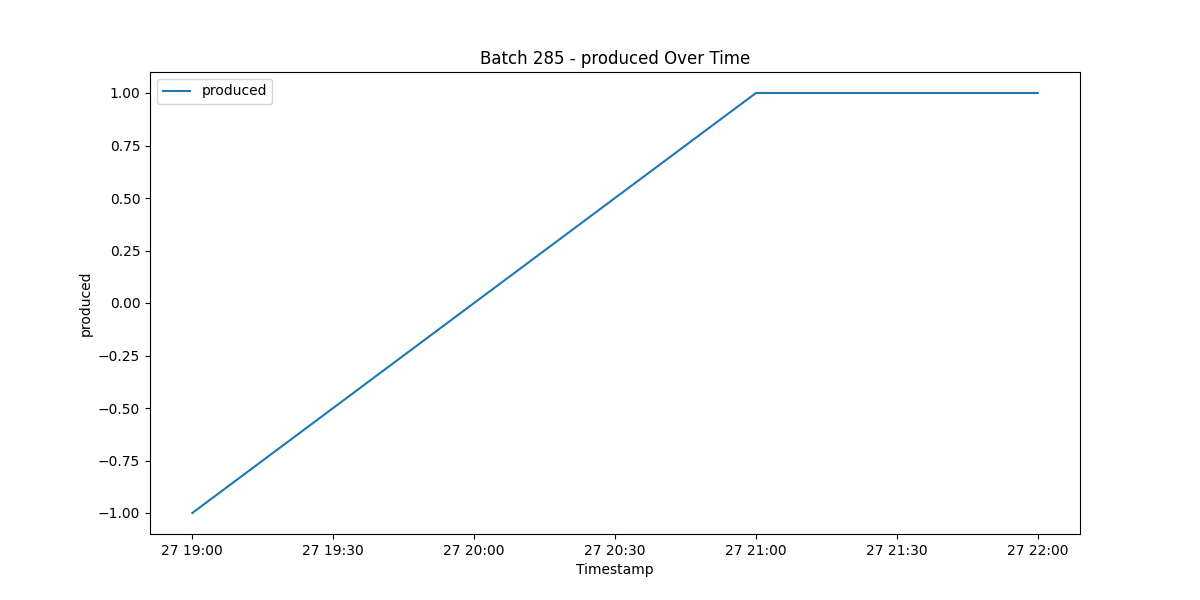 Batch 285 - produced Over Time
produced
1.00
0.75
0.50
0.25
0.00
−0.25
−0.50
−0.75
−1.00
produced
27 19:00 27 19:30 27 20:00 27 20:30 27 21:00 27 21:30 27 22:00
Timestamp